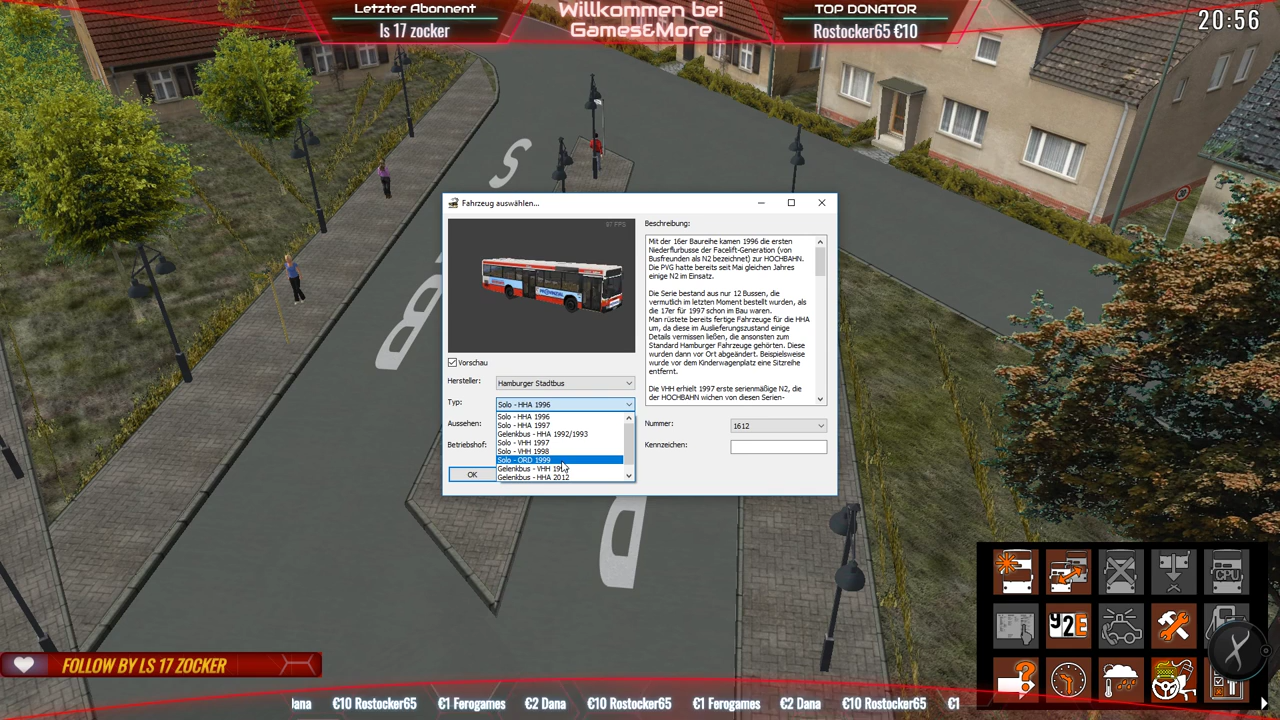 Letzter Abonnent
ls 17 zocker
Willkommen bei
Games&More
TOP DONATOR
Rostocker65 €10
20:56
S
B
D
Fahrzeug auswählen...
97 FPS
Vorschau
Hersteller:
Hamburger Stadtbus
Typ:
Solo - HHA 1996
Solo - HHA 1996
Solo - HHA 1997
Gelenkbus - HHA 1992/1993
Solo - VHH 1997
Solo - VHH 1998
Solo - ORD 1999
Gelenkbus - VHH
Gelenkbus - HHA 2012
Aussehen:
Betriebshof:
OK
Beschreibung:
Mit der 16er Baureihe kamen 1996 die ersten
Niederflurbusse der Facelift-Generation (von
Busfreunden als N2 bezeichnet) zur HOCHBAHN.
Die PVG hatte bereits seit Mai gleichen Jahres
einige N2 im Einsatz.
Die Serie bestand aus nur 12 Bussen, die
vermutlich im letzten Moment bestellt wurden, als
die 17er für 1997 schon im Bau waren.
Man rüstete bereits fertige Fahrzeuge für die HHA
um, da diese im Auslieferungszustand einige
Details vermissen ließen, die ansonsten zum
Standard Hamburger Fahrzeuge gehörten. Diese
wurden dann vor Ort abgeändert. Beispielsweise
wurde vor dem Kinderwagenplatz eine Sitzreihe
entfernt.
Die VHH erhielt 1997 erste serienmäßige N2, die
der HOCHBAHN wichen von diesen Serien-
Nummer:
1612
Kennzeichen:
CPU
92E
FOLLOW BY LS 17 ZOCKER
Dana €10 Rostocker65 €1 Ferogames €2 Dana €10 Rostocker65 €1 Ferogames €2 Dana €10 Rostocker65 €1